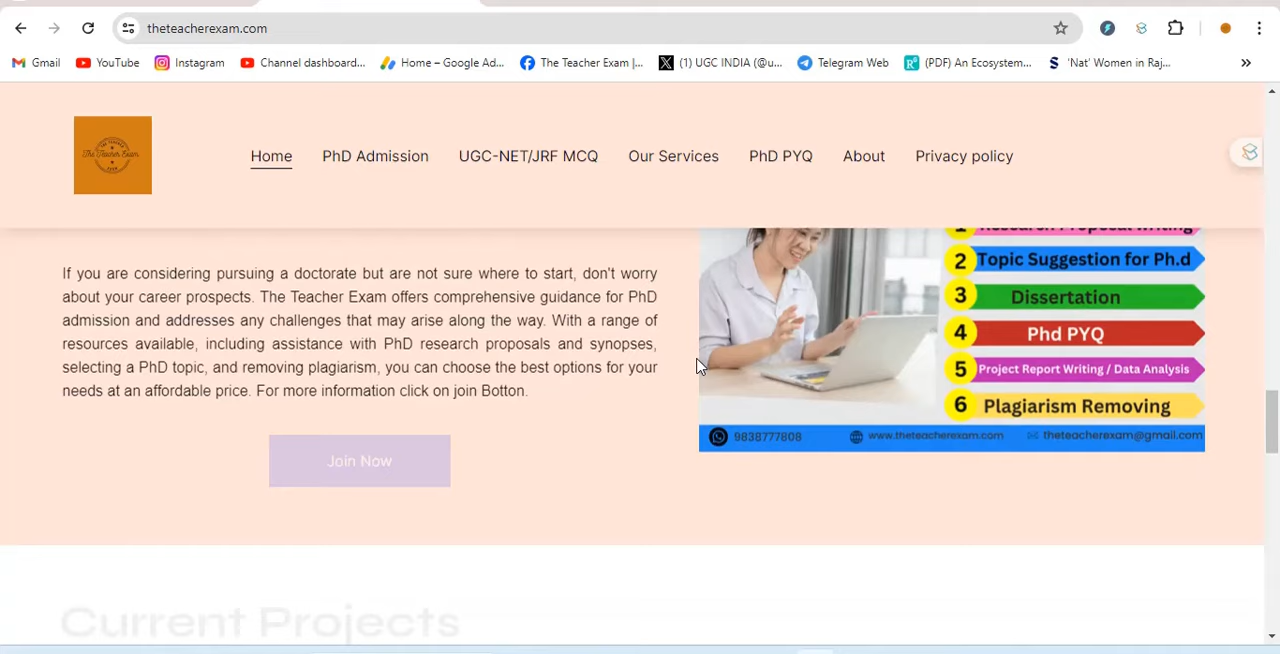 theteacherexam.com
Gmail
YouTube
Instagram
Channel dashboard...
Home – Google Ad...
The Teacher Exam |...
(1) UGC INDIA (@u...
Telegram Web
(PDF) An Ecosystem...
'Nat' Women in Raj...
The Teacher Exam
Home
PhD Admission
UGC-NET/JRF MCQ
Our Services
PhD PYQ
About
Privacy policy
If you are considering pursuing a doctorate but are not sure where to start, don't worry
about your career prospects. The Teacher Exam offers comprehensive guidance for PhD
admission and addresses any challenges that may arise along the way. With a range of
resources available, including assistance with PhD research proposals and synopses,
selecting a PhD topic, and removing plagiarism, you can choose the best options for your
needs at an affordable price. For more information click on join Botton.
Join Now
1 Research Proposal Writing
2 Topic Suggestion for Ph.d
3 Dissertation
4 Phd PYQ
5 Project Report Writing / Data Analysis
6 Plagiarism Removing
9838777808
www.theteacherexam.com
theteacherexam@gmail.com
Current Projects